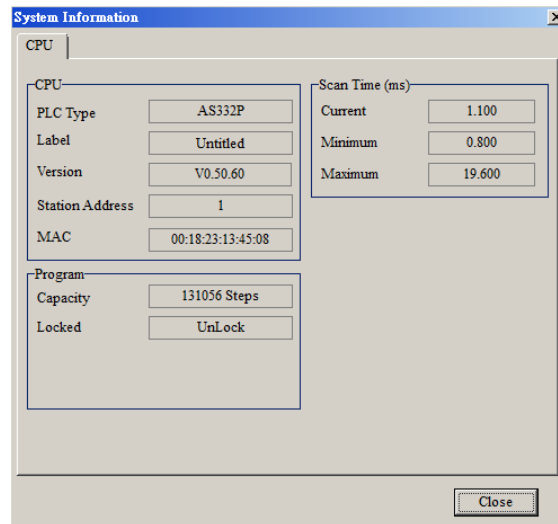 System Information
CPU
CPU
PLC Type AS332P
Label Untitled
Version V0.50.60
Station Address 1
MAC 00:18:23:13:45:08
Program
Capacity 131056 Steps
Locked UnLock
Scan Time (ms)
Current 1.100
Minimum 0.800
Maximum 19.600
Close